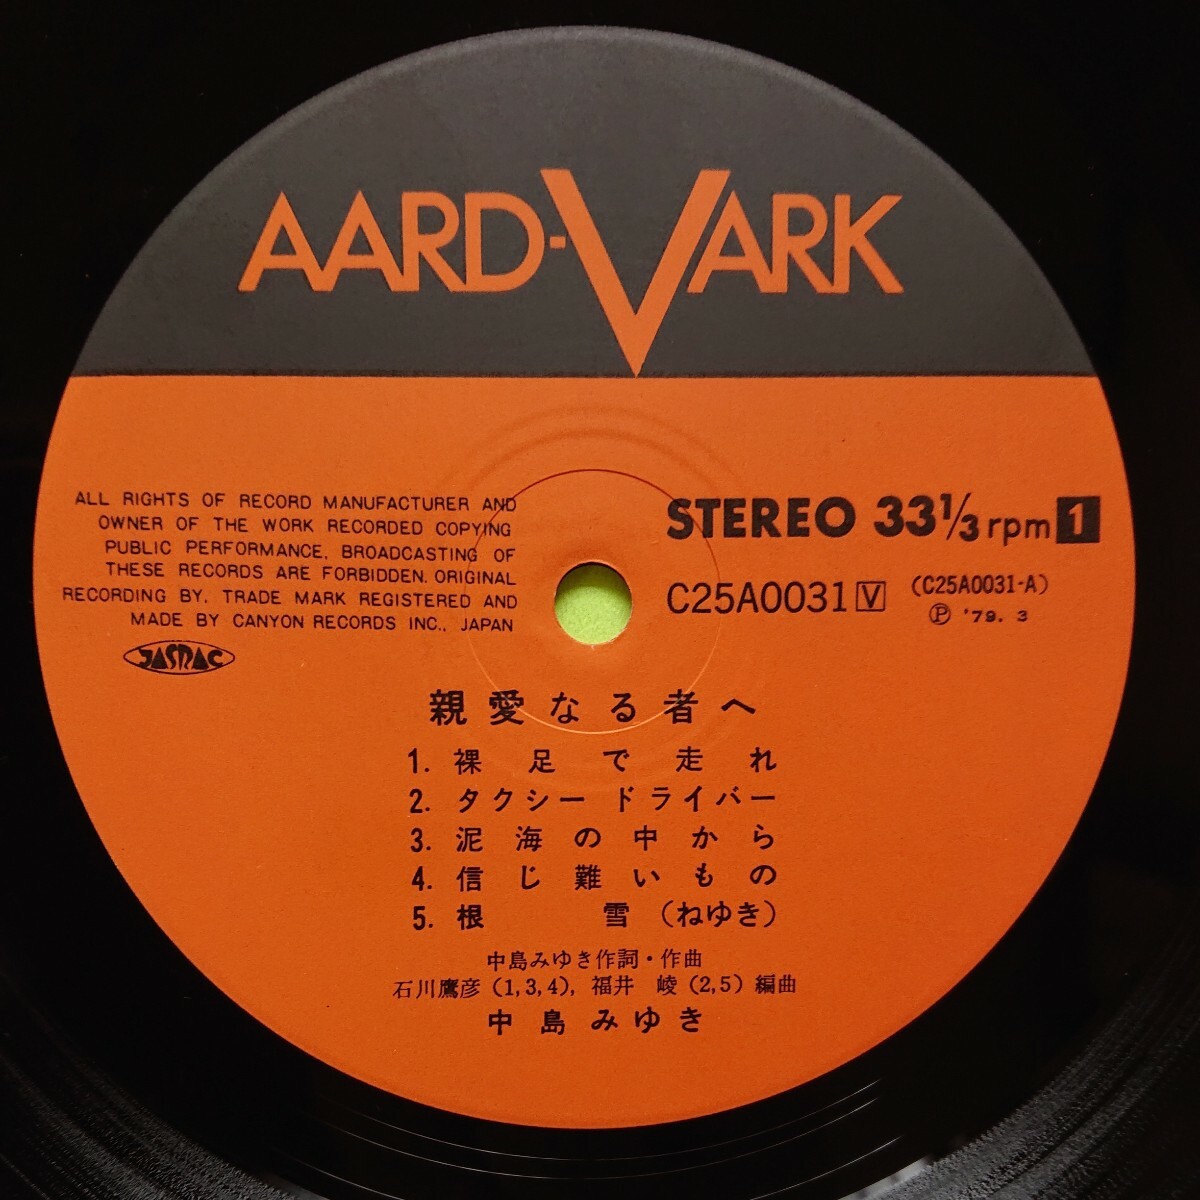 AARD-VARK
ALL RIGHTS OF RECORD MANUFACTURER AND
OWNER OF THE WORK RECORDED COPYING
PUBLIC PERFORMANCE, BROADCASTING OF
THESE RECORDS ARE FORBIDDEN. ORIGINAL
RECORDING BY. TRADE MARK REGISTERED AND
MADE BY CANYON RECORDS INC., JAPAN
JASRAC
STEREO 33 1/3 rpm 1
C25A0031 V (C25A0031-A)
Ⓟ '79. 3
親愛なる者へ
1. 裸足で走れ
2. タクシー ドライバー
3. 泥海の中から
4. 信じ難いもの
5. 根 雪 (ねゆき)
中島みゆき作詞・作曲
石川鷹彦 (1,3,4), 福井 崚 (2,5) 編曲
中島みゆき